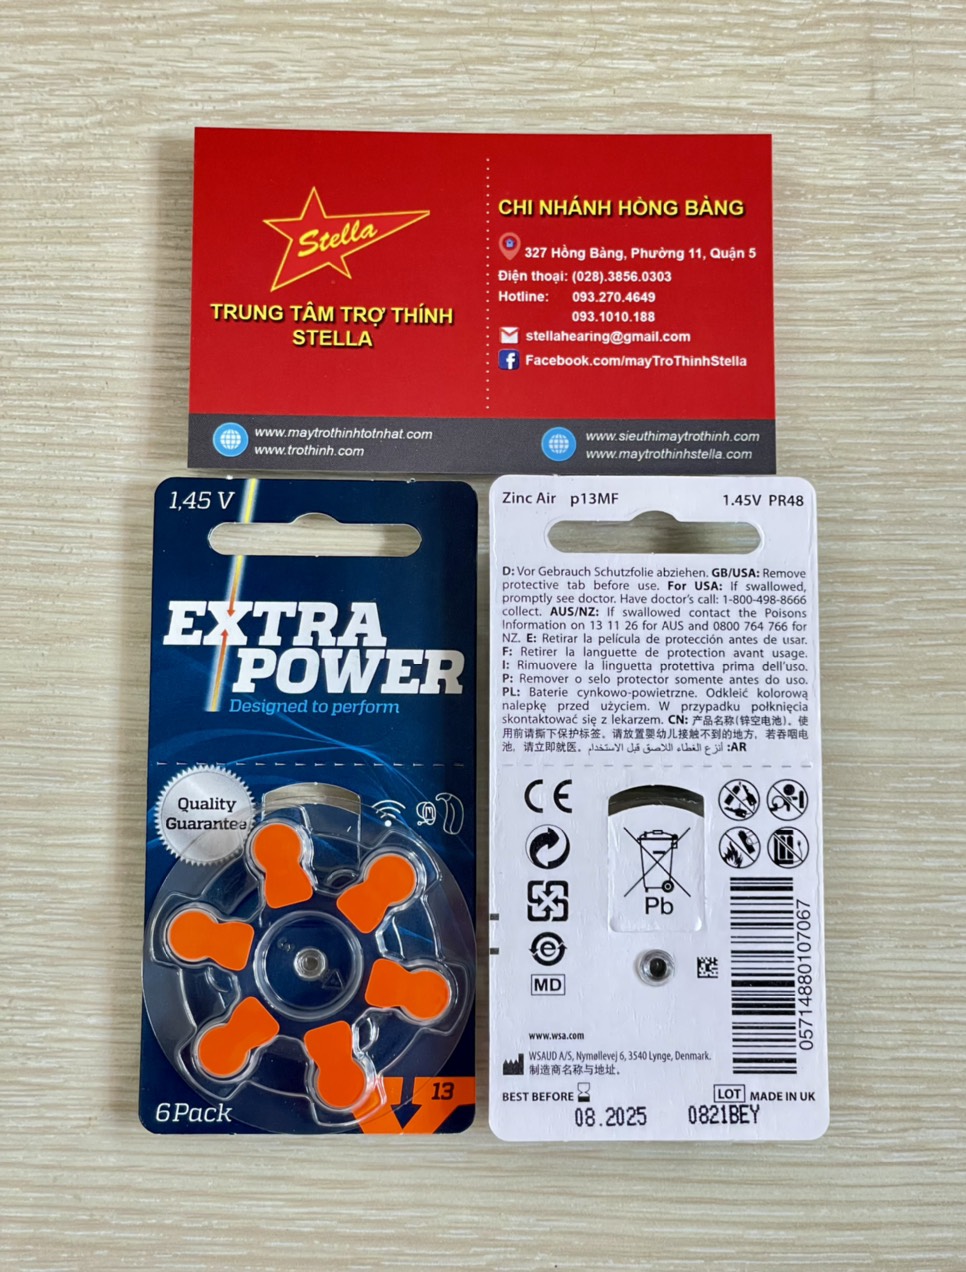 Stella
TRUNG TÂM TRỢ THÍNH
STELLA
CHI NHÁNH HỒNG BÀNG
327 Hồng Bàng, Phường 11, Quận 5
Điện thoại: (028).3856.0303
Hotline: 093.270.4649
093.1010.188
stellahearing@gmail.com
Facebook.com/mayTroThinhStella
www.maytrothinhtotnhat.com
www.trothinh.com
www.sieuthimaytrothinh.com
www.maytrothinhstella.com
1,45 V
EXTRA
POWER
Designed to perform
Quality
Guarantee
13
6 Pack
Zinc Air p13MF 1.45V PR48
D: Vor Gebrauch Schutzfolie abziehen. GB/USA: Remove
protective tab before use. For USA: If swallowed,
promptly see doctor. Have doctor's call: 1-800-498-8666
collect. AUS/NZ: If swallowed contact the Poisons
Information on 13 11 26 for AUS and 0800 764 766 for
NZ. E: Retirar la película de protección antes de usar.
F: Retirer la languette de protection avant usage.
I: Rimuovere la linguetta protettiva prima dell'uso.
P: Remover o selo protector somente antes do uso.
PL: Baterie cynkowo-powietrzne. Odkleić kolorową
nalepkę przed użyciem. W przypadku połknięcia
skontaktować się z lekarzem. CN: 产品名称(锌空电池)。使
用前请撕下保护标签。请放置婴幼儿接触不到的地方，若吞咽电
池，请立即就医。 AR: أنزع الغطاء اللاصق قبل الاستخدام
CE
Pb
MD
05714880107067
www.wsa.com
WSAUD A/S, Nymøllevej 6, 3540 Lynge, Denmark.
制造商名称与地址。
BEST BEFORE
08.2025
LOT MADE IN UK
0821BEY